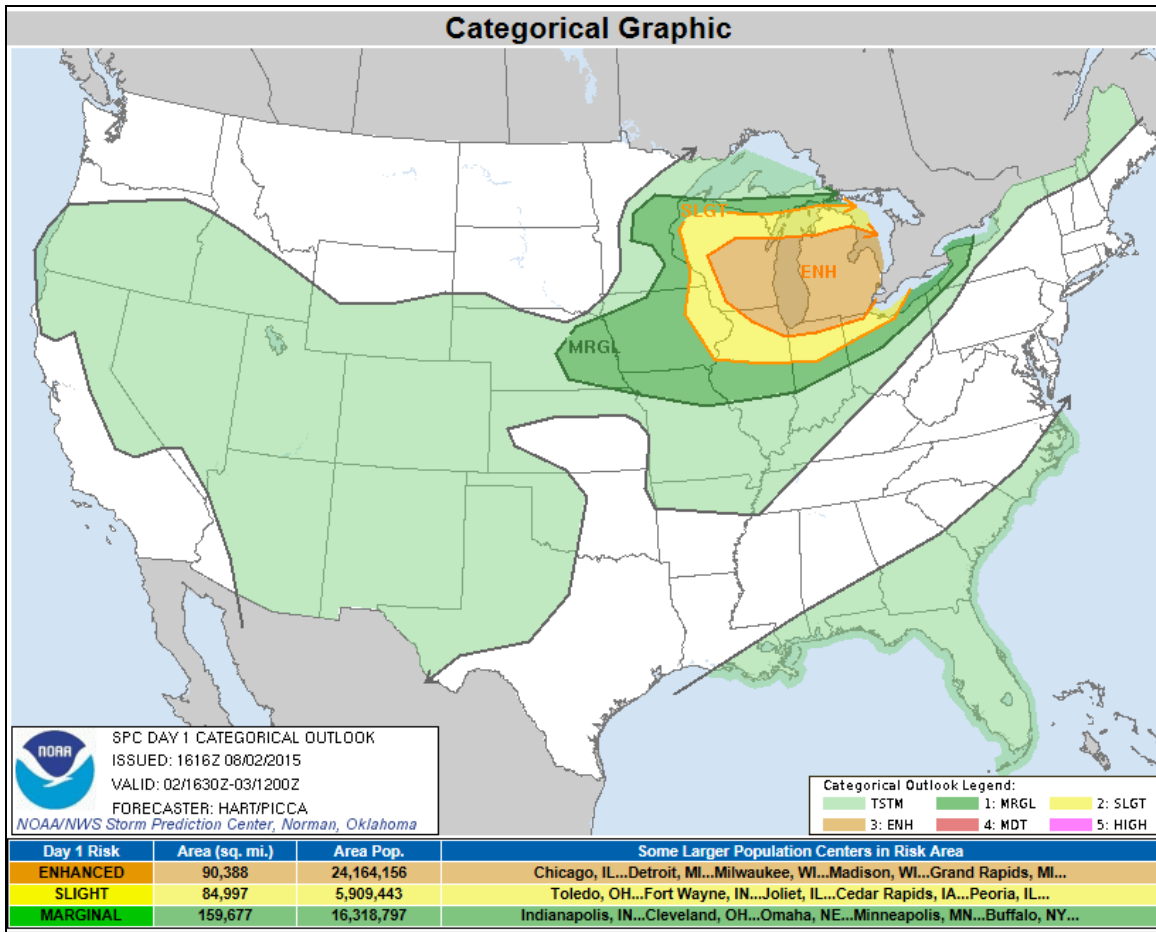 Categorical Graphic
SLGT
ENH
MRGL
NOAA
SPC DAY 1 CATEGORICAL OUTLOOK
ISSUED: 1616Z 08/02/2015
VALID: 02/1630Z-03/1200Z
FORECASTER: HART/PICCA
NOAA/NWS Storm Prediction Center, Norman, Oklahoma
Categorical Outlook Legend:
TSTM 1: MRGL 2: SLGT
3: ENH 4: MDT 5: HIGH
Day 1 Risk Area (sq. mi.) Area Pop. Some Larger Population Centers in Risk Area
ENHANCED 90,388 24,164,156 Chicago, IL...Detroit, MI...Milwaukee, WI...Madison, WI...Grand Rapids, MI...
SLIGHT 84,997 5,909,443 Toledo, OH...Fort Wayne, IN...Joliet, IL...Cedar Rapids, IA...Peoria, IL...
MARGINAL 159,677 16,318,797 Indianapolis, IN...Cleveland, OH...Omaha, NE...Minneapolis, MN...Buffalo, NY...